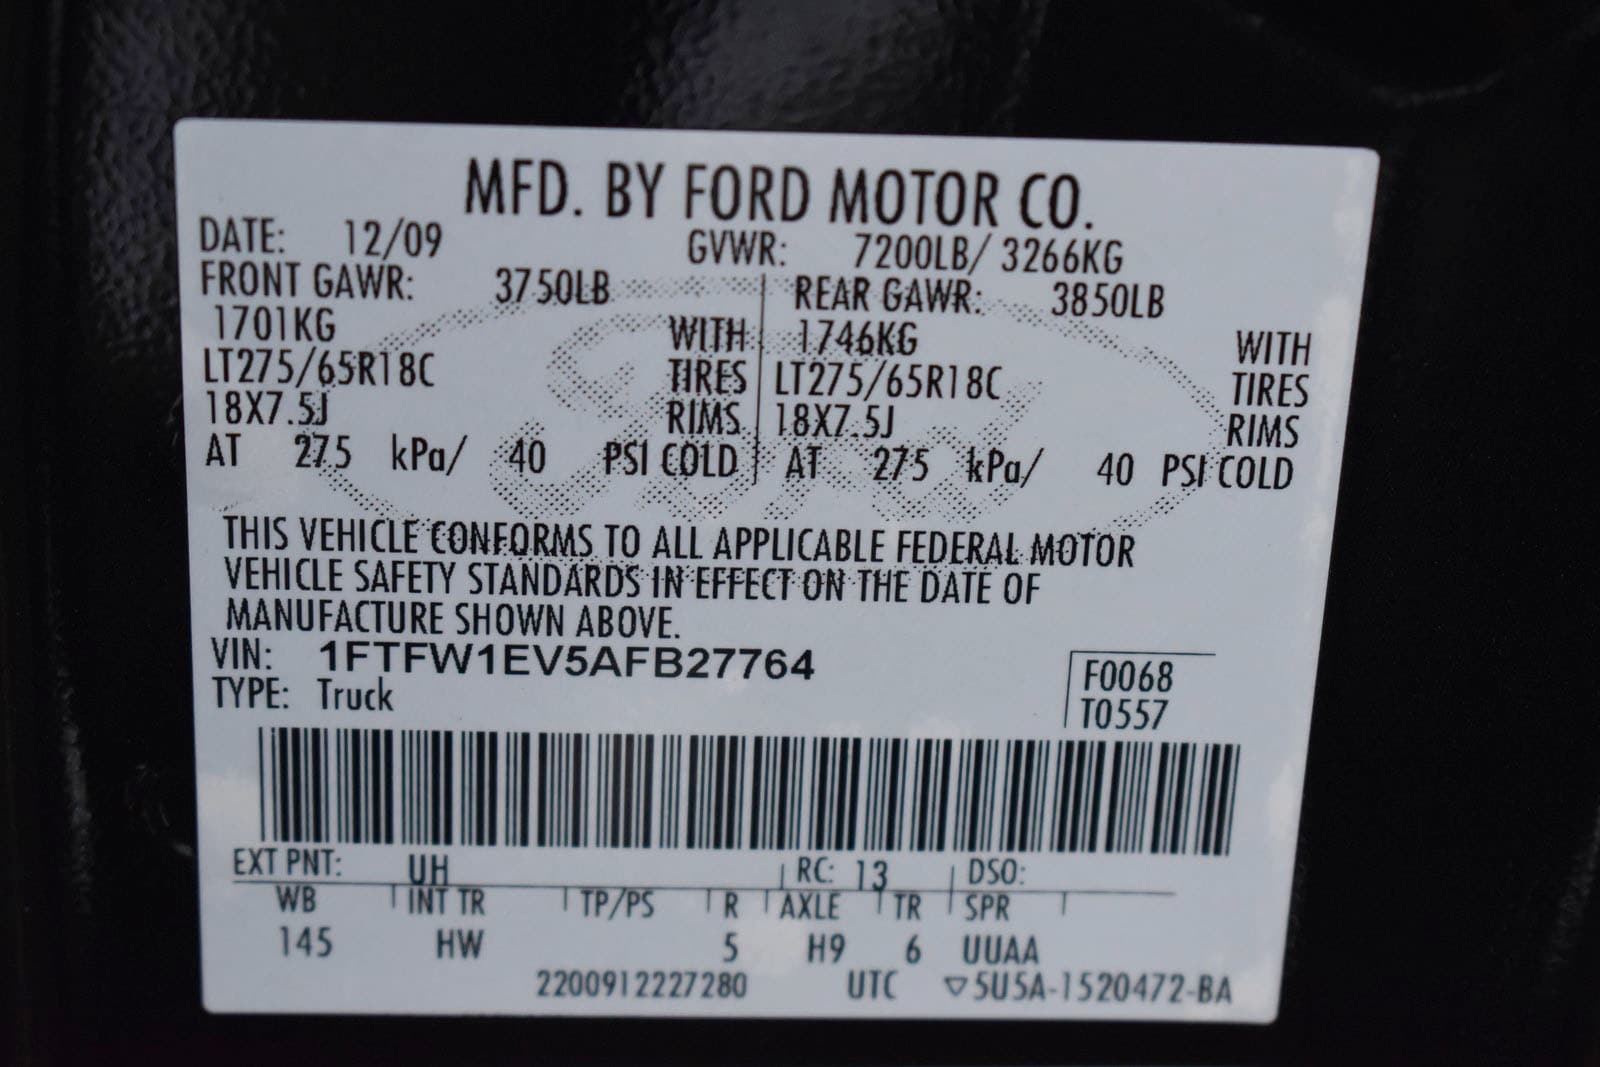 MFD. BY FORD MOTOR CO.
DATE: 12/09 GVWR: 7200LB/ 3266KG
FRONT GAWR: 3750LB REAR GAWR: 3850LB
1701KG WITH 1746KG WITH
LT275/65R18C TIRES LT275/65R18C TIRES
18X7.5J RIMS 18X7.5J RIMS
AT 275 kPa/ 40 PSI COLD AT 275 kPa/ 40 PSI COLD
THIS VEHICLE CONFORMS TO ALL APPLICABLE FEDERAL MOTOR
VEHICLE SAFETY STANDARDS IN EFFECT ON THE DATE OF
MANUFACTURE SHOWN ABOVE.
VIN: 1FTFW1EV5AFB27764
TYPE: Truck
F0068
T0557
EXT PNT: UH RC: 13 DSO:
WB INT TR TP/PS R AXLE TR SPR
145 HW 5 H9 6 UUAA
2200912227280 UTC ▽5U5A-1520472-BA
Ford